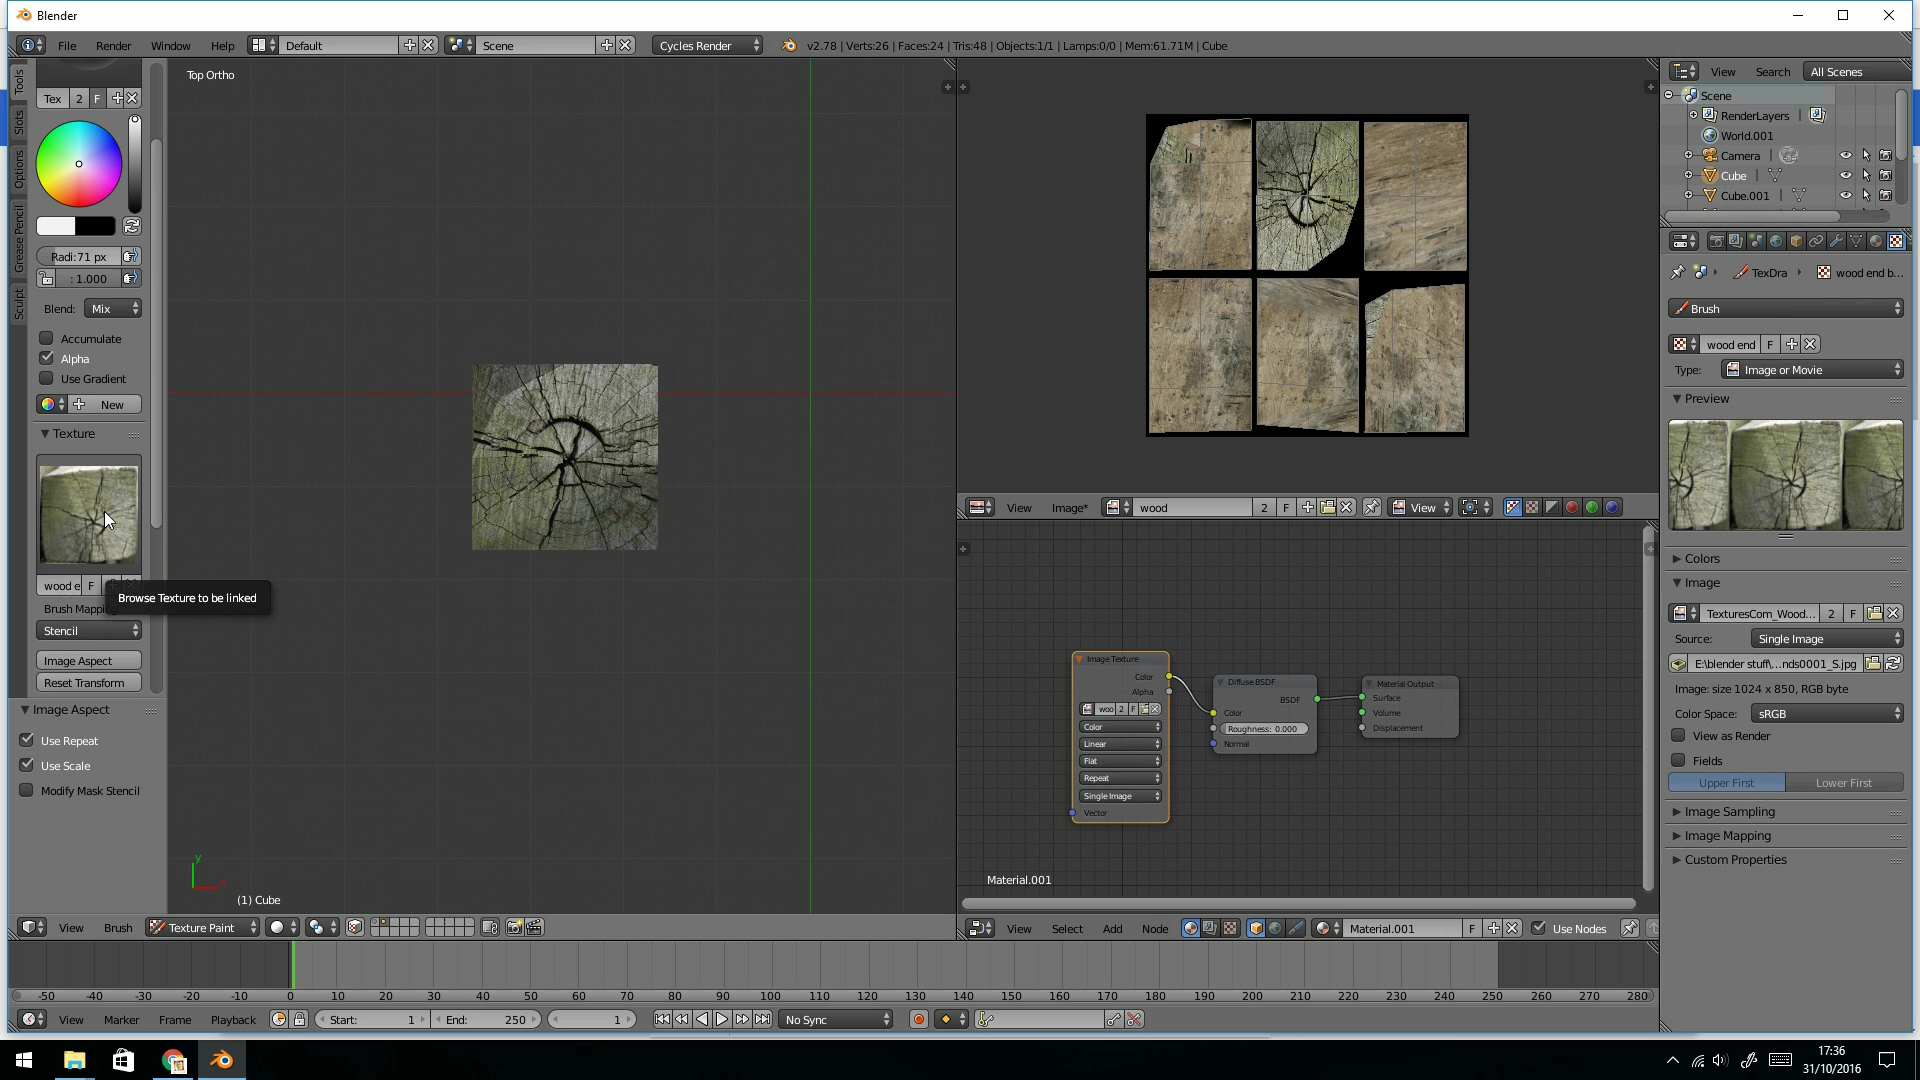 Blender
File Render Window Help Default Scene Cycles Render v2.78 | Verts:26 | Faces:24 | Tris:48 | Objects:1/1 | Lamps:0/0 | Mem:61.71M | Cube
Tools
Slots
Options
Grease Pencil
Sculpt
Tex 2 F
Radi:71 px
: 1.000
Blend: Mix
Accumulate
Alpha
Use Gradient
New
Texture
wood e F
Browse Texture to be linked
Brush Mappin
Stencil
Image Aspect
Reset Transform
Image Aspect
Use Repeat
Use Scale
Modify Mask Stencil
Top Ortho
y
x
(1) Cube
View Brush Texture Paint
View Image* wood 2 F View
Image Texture
Color
Alpha
woo 2 F
Color
Linear
Flat
Repeat
Single Image
Vector
Diffuse BSDF
BSDF
Color
Roughness: 0.000
Normal
Material Output
Surface
Volume
Displacement
Material.001
View Select Add Node Material.001 F Use Nodes
View Search All Scenes
Scene
RenderLayers |
World.001
Camera |
Cube |
Cube.001 |
TexDra wood end b...
Brush
wood end F
Type: Image or Movie
Preview
Colors
Image
TexturesCom_Wood... 2 F
Source: Single Image
E:\blender stuff\...nds0001_S.jpg
Image: size 1024 x 850, RGB byte
Color Space: sRGB
View as Render
Fields
Upper First Lower First
Image Sampling
Image Mapping
Custom Properties
-50 -40 -30 -20 -10 0 10 20 30 40 50 60 70 80 90 100 110 120 130 140 150 160 170 180 190 200 210 220 230 240 250 260 270 280
View Marker Frame Playback Start: 1 End: 250 1 No Sync
17:36
31/10/2016